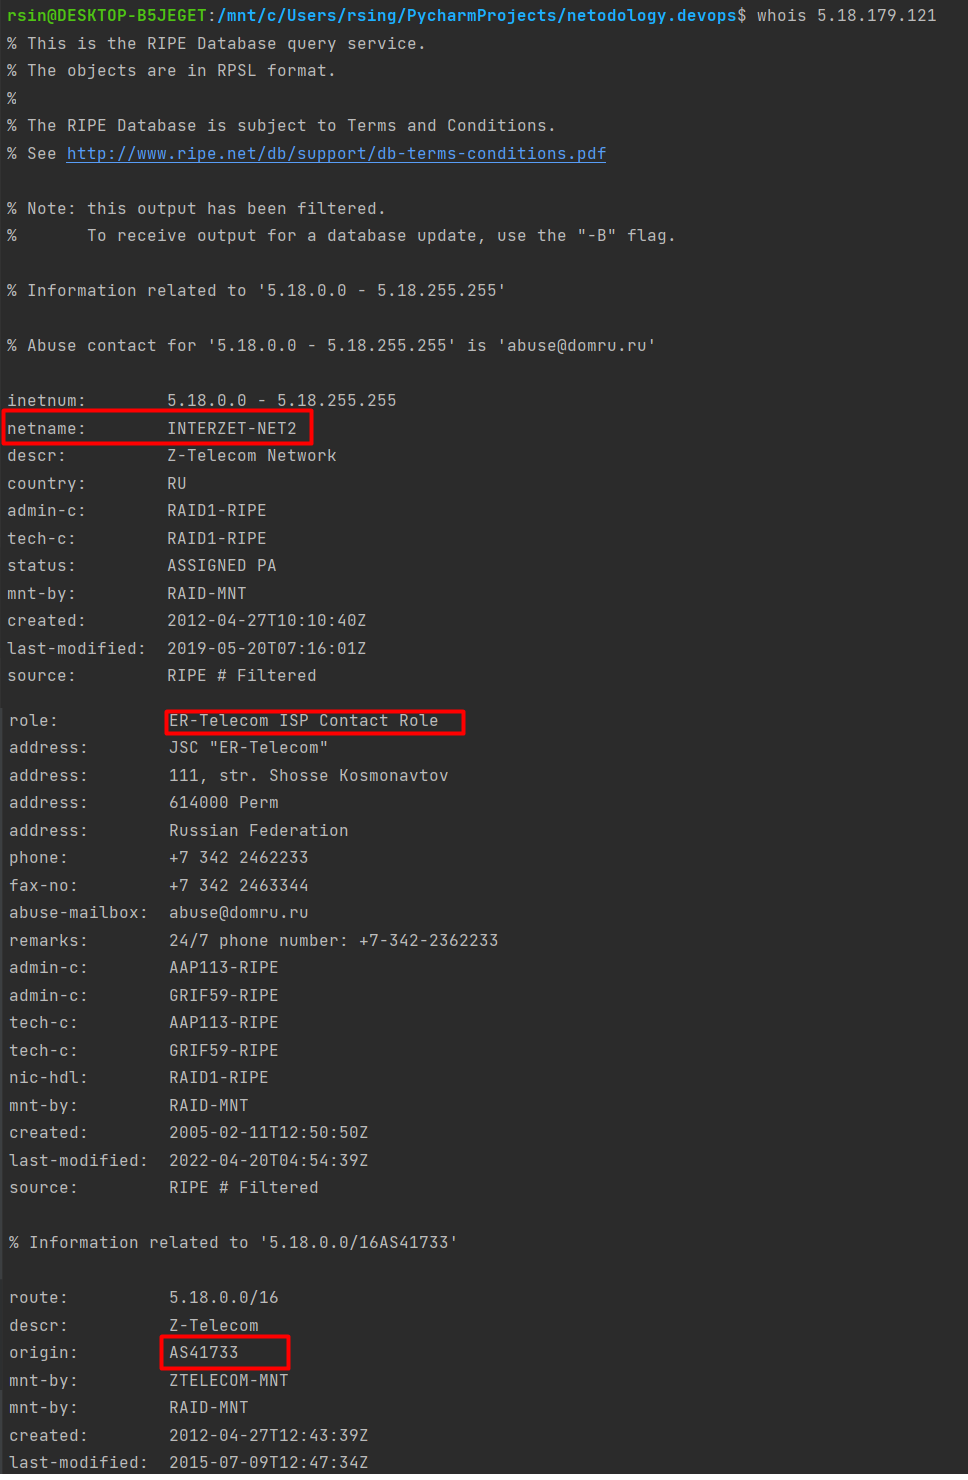 rsin@DESKTOP-B5JEGET:/mnt/c/Users/rsing/PycharmProjects/netodology.devops$ whois 5.18.179.121
% This is the RIPE Database query service.
% The objects are in RPSL format.
%
% The RIPE Database is subject to Terms and Conditions.
% See http://www.ripe.net/db/support/db-terms-conditions.pdf

% Note: this output has been filtered.
%       To receive output for a database update, use the "-B" flag.

% Information related to '5.18.0.0 - 5.18.255.255'

% Abuse contact for '5.18.0.0 - 5.18.255.255' is 'abuse@domru.ru'

inetnum:        5.18.0.0 - 5.18.255.255
netname:        INTERZET-NET2
descr:          Z-Telecom Network
country:        RU
admin-c:        RAID1-RIPE
tech-c:         RAID1-RIPE
status:         ASSIGNED PA
mnt-by:         RAID-MNT
created:        2012-04-27T10:10:40Z
last-modified:  2019-05-20T07:16:01Z
source:         RIPE # Filtered

role:           ER-Telecom ISP Contact Role
address:        JSC "ER-Telecom"
address:        111, str. Shosse Kosmonavtov
address:        614000 Perm
address:        Russian Federation
phone:          +7 342 2462233
fax-no:         +7 342 2463344
abuse-mailbox:  abuse@domru.ru
remarks:        24/7 phone number: +7-342-2362233
admin-c:        AAP113-RIPE
admin-c:        GRIF59-RIPE
tech-c:         AAP113-RIPE
tech-c:         GRIF59-RIPE
nic-hdl:        RAID1-RIPE
mnt-by:         RAID-MNT
created:        2005-02-11T12:50:50Z
last-modified:  2022-04-20T04:54:39Z
source:         RIPE # Filtered

% Information related to '5.18.0.0/16AS41733'

route:          5.18.0.0/16
descr:          Z-Telecom
origin:         AS41733
mnt-by:         ZTELECOM-MNT
mnt-by:         RAID-MNT
created:        2012-04-27T12:43:39Z
last-modified:  2015-07-09T12:47:34Z